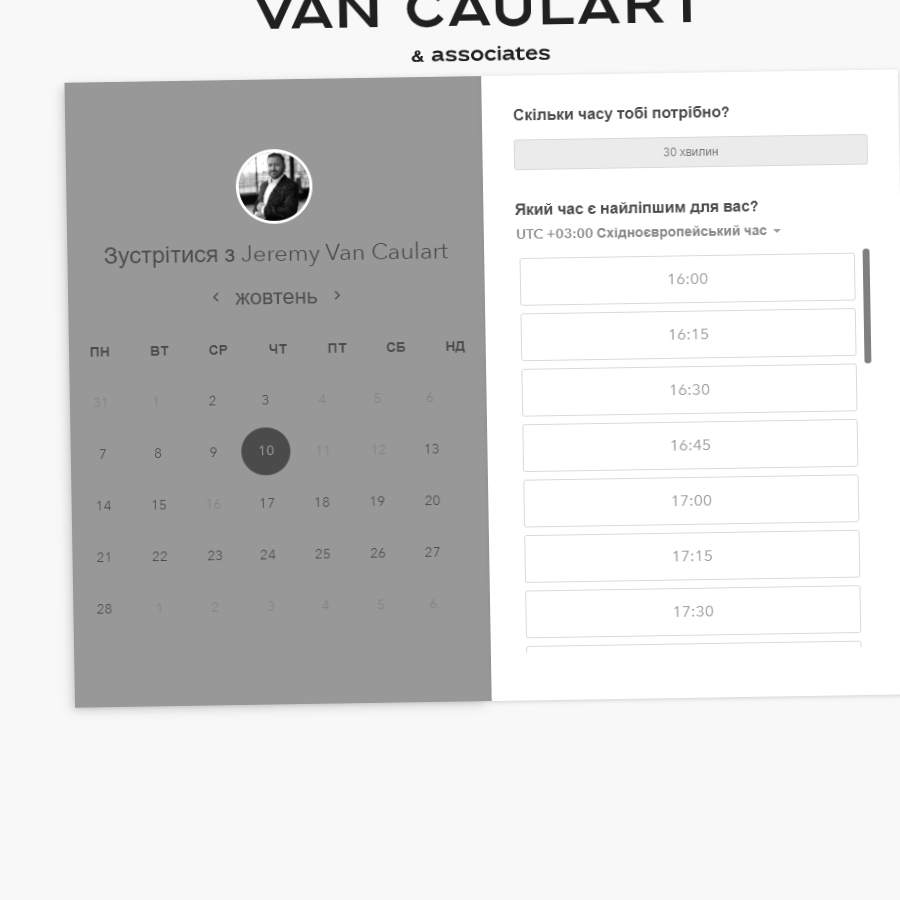 VAN CAULART
& associates
Зустрітися з Jeremy Van Caulart
‹ жовтень ›
ПН ВТ СР ЧТ ПТ СБ НД
31 1 2 3 4 5 6
7 8 9 10 11 12 13
14 15 16 17 18 19 20
21 22 23 24 25 26 27
28 1 2 3 4 5 6
Скільки часу тобі потрібно?
30 хвилин
Який час є найліпшим для вас?
UTC +03:00 Східноєвропейський час
16:00
16:15
16:30
16:45
17:00
17:15
17:30